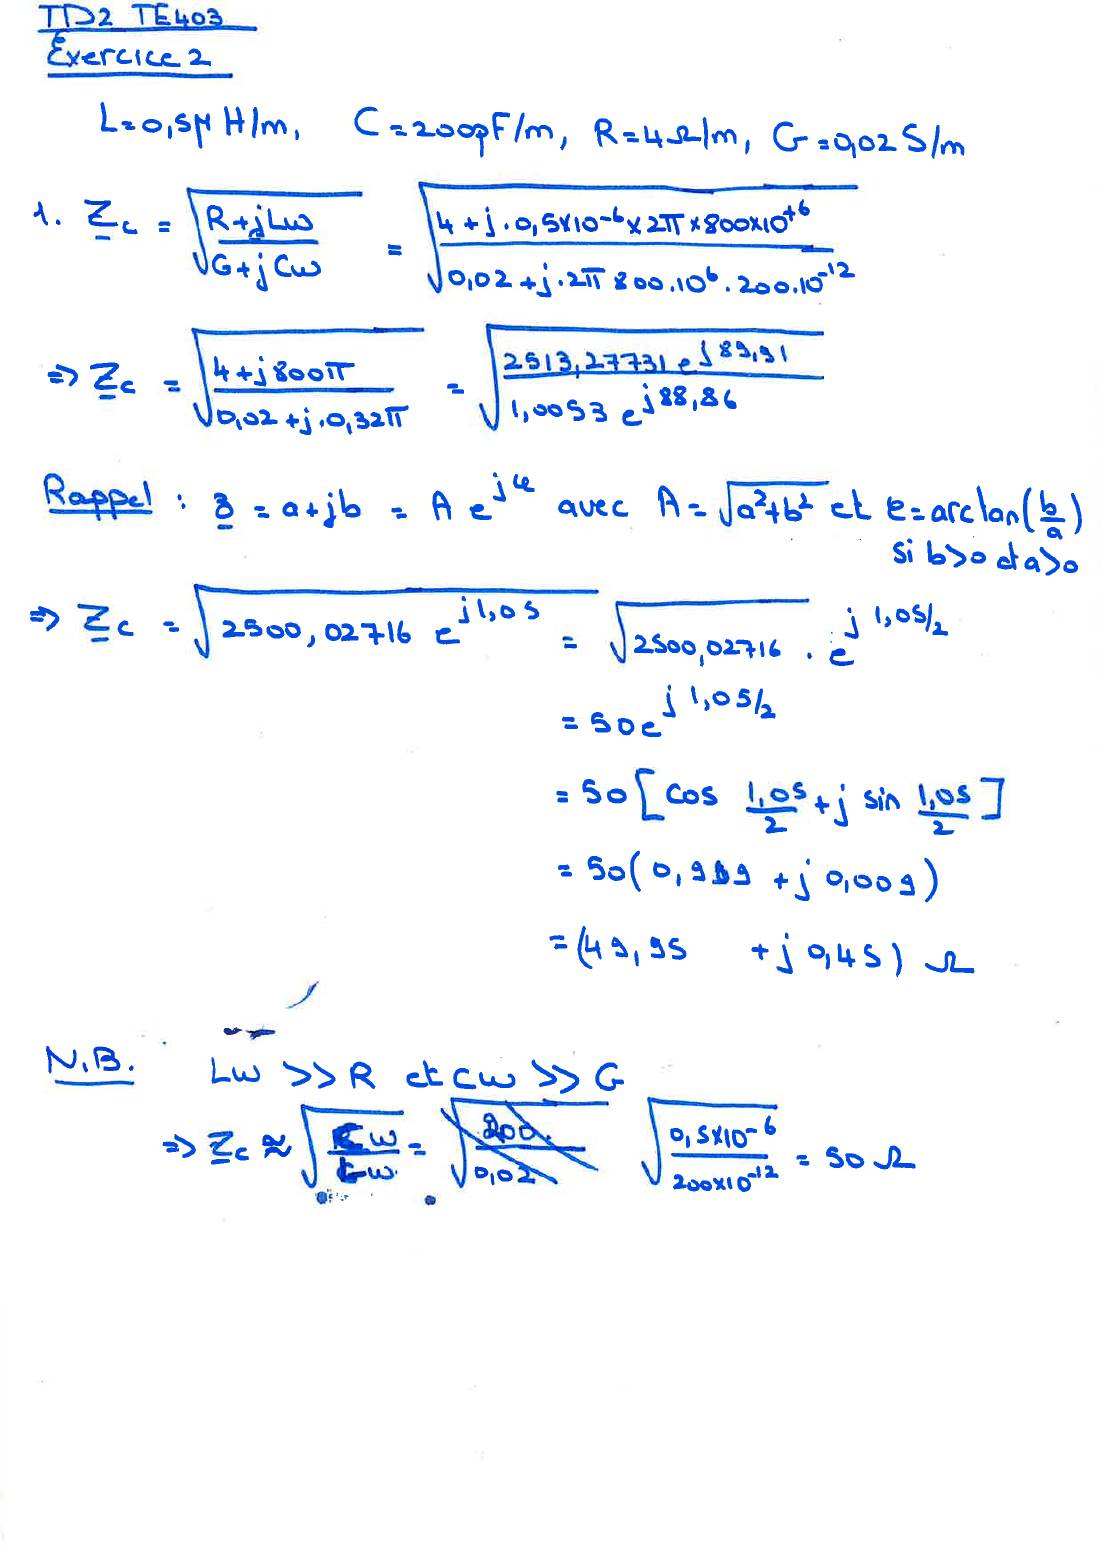 TD2 TE403
Exercice 2
L=0,5μH/m, C=200pF/m, R=4Ω/m, G=0,02 S/m
1. Zc = √((R+jLω)/(G+jCω)) = √((4+j.0,5×10^-6×2π×800×10^+6)/(0,02+j.2π 800.10^6.200.10^-12))
⇒ Zc = √((4+j800π)/(0,02+j.0,32π)) = √((2513,27731 e^j89,91)/(1,0053 e^j88,86))
Rappel : z = a+jb = A e^jφ avec A=√(a²+b²) et φ=arctan(b/a)
si b>0 et a>0
⇒ Zc = √(2500,02716 e^j1,05) = √2500,02716 . e^j1,05/2
= 50e^j1,05/2
= 50[cos 1,05/2 + j sin 1,05/2]
= 50(0,999 + j 0,009)
= (49,95 + j 0,45) Ω
N.B. Lω >> R et Cω >> G
⇒ Zc ≈ √( ω/ ω) = √(200/0,02) √((0,5×10^-6)/(200×10^-12)) = 50 Ω